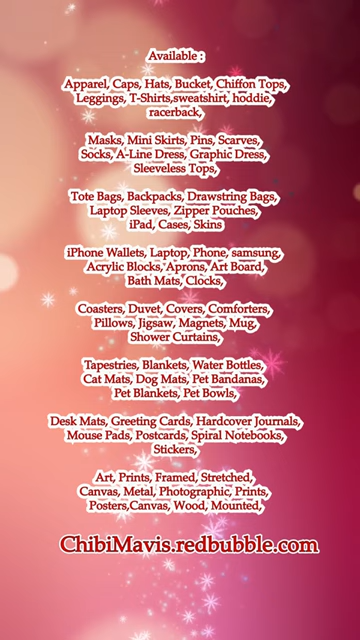 Available :
Apparel, Caps, Hats, Bucket, Chiffon Tops,
Leggings, T-Shirts,sweatshirt, hoddie,
racerback,
Masks, Mini Skirts, Pins, Scarves,
Socks, A-Line Dress, Graphic Dress,
Sleeveless Tops,
Tote Bags, Backpacks, Drawstring Bags,
Laptop Sleeves, Zipper Pouches,
iPad, Cases, Skins
iPhone Wallets, Laptop, Phone, samsung,
Acrylic Blocks, Aprons, Art Board,
Bath Mats, Clocks,
Coasters, Duvet, Covers, Comforters,
Pillows, Jigsaw, Magnets, Mug,
Shower Curtains,
Tapestries, Blankets, Water Bottles,
Cat Mats, Dog Mats, Pet Bandanas,
Pet Blankets, Pet Bowls,
Desk Mats, Greeting Cards, Hardcover Journals,
Mouse Pads, Postcards, Spiral Notebooks,
Stickers,
Art, Prints, Framed, Stretched,
Canvas, Metal, Photographic, Prints,
Posters,Canvas, Wood, Mounted,
ChibiMavis.redbubble.com